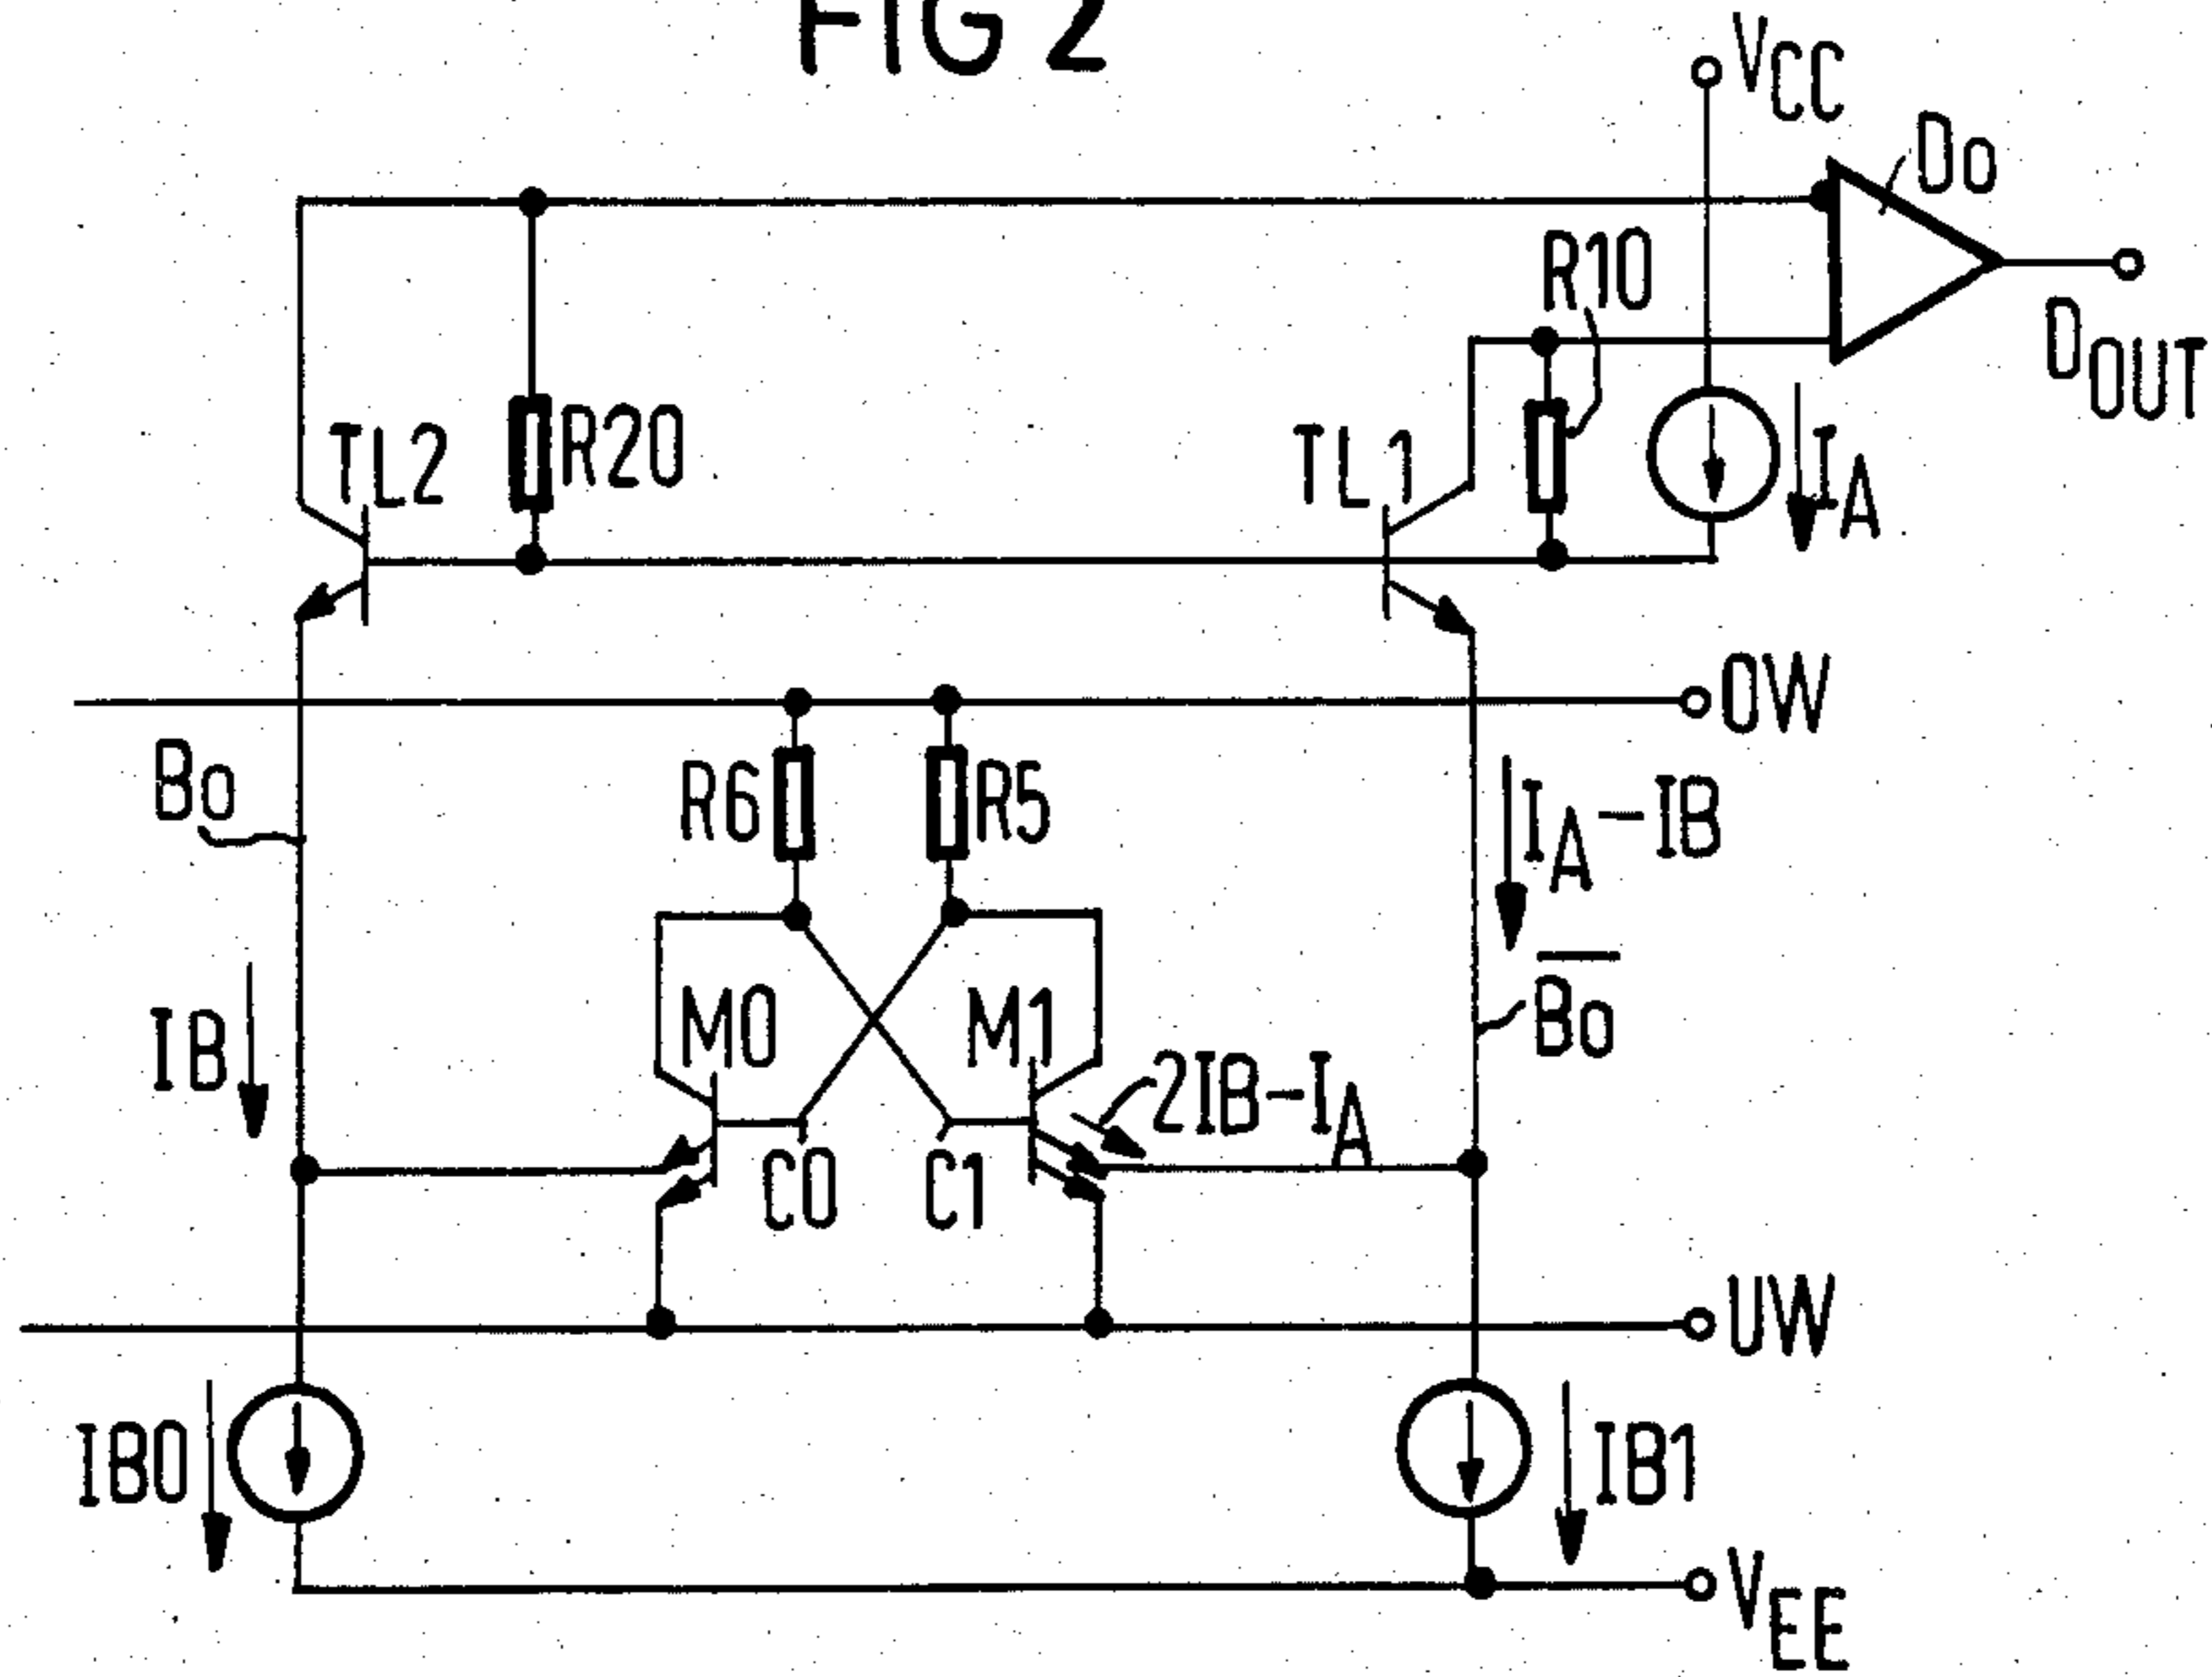 FIG 2
VCC
Do
R10
DOUT
TL2
R20
TL1
IA
OW
Bo
R6
R5
IA-IB
IB
M0
M1
2IB-IA
B̅o̅
C0
C1
UW
IB0
IB1
VEE